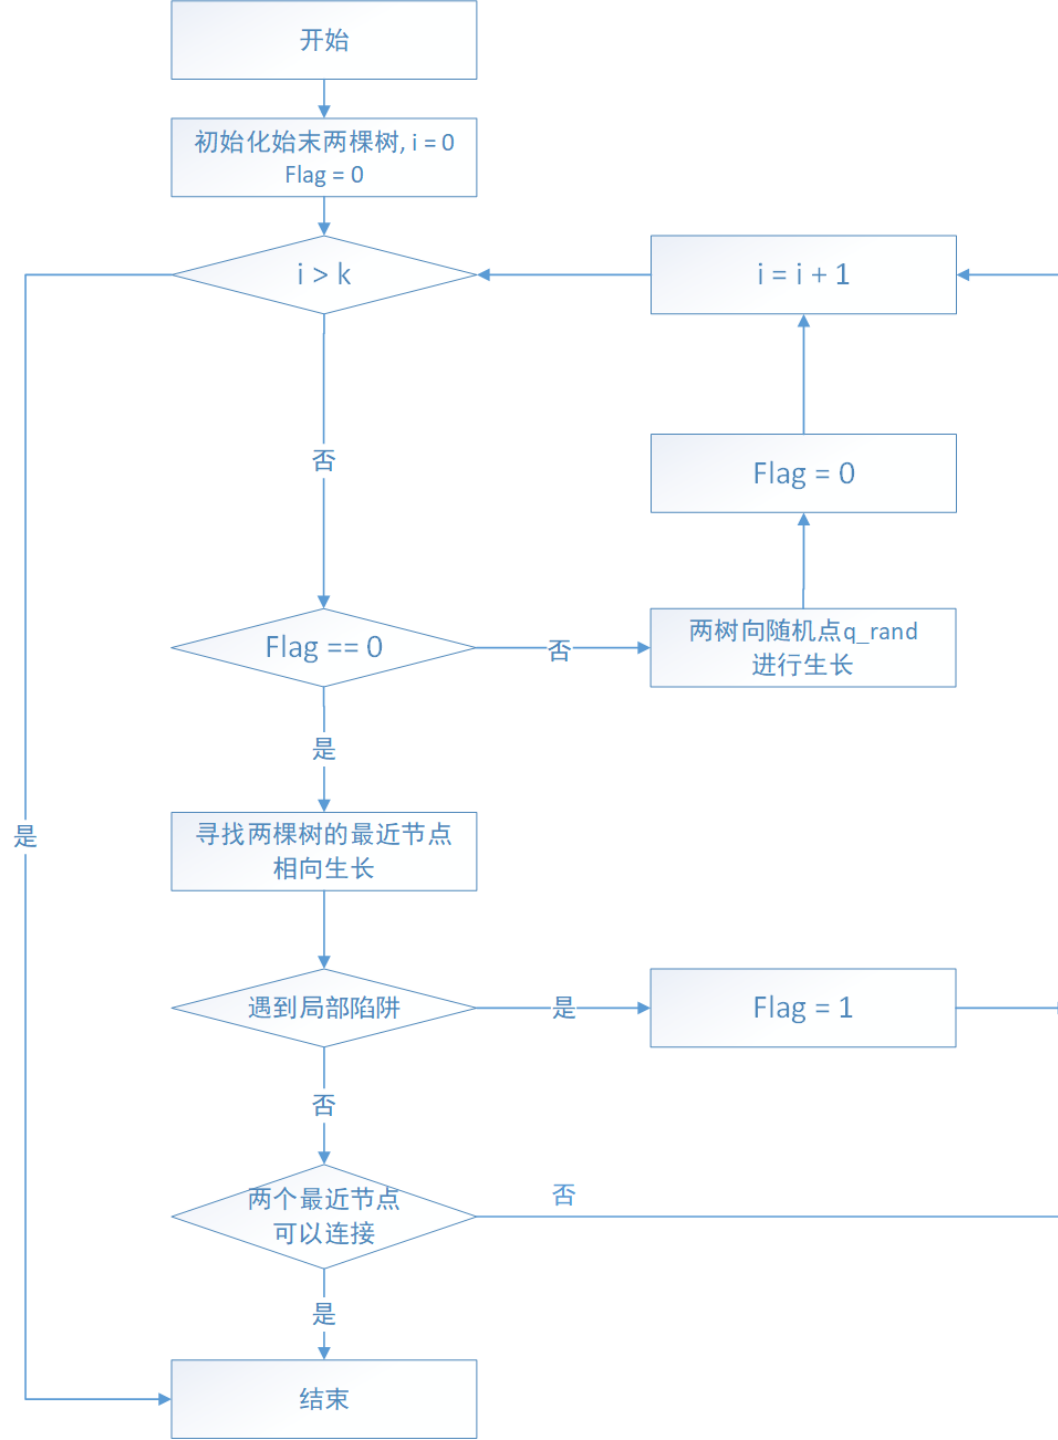 开始
初始化始末两棵树, i = 0
Flag = 0
i > k
i = i + 1
否
Flag = 0
Flag == 0
否
两树向随机点q_rand
进行生长
是
是
寻找两棵树的最近节点
相向生长
遇到局部陷阱
是
Flag = 1
否
两个最近节点
可以连接
否
是
结束